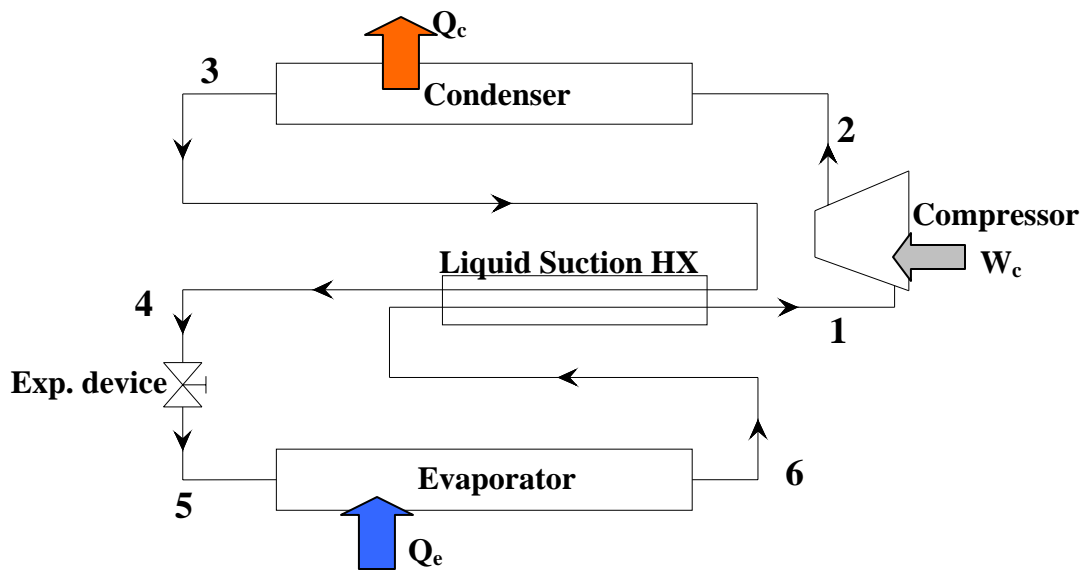 Qc
3
Condenser
2
Compressor
Wc
Liquid Suction HX
4
1
Exp. device
Evaporator
6
5
Qe